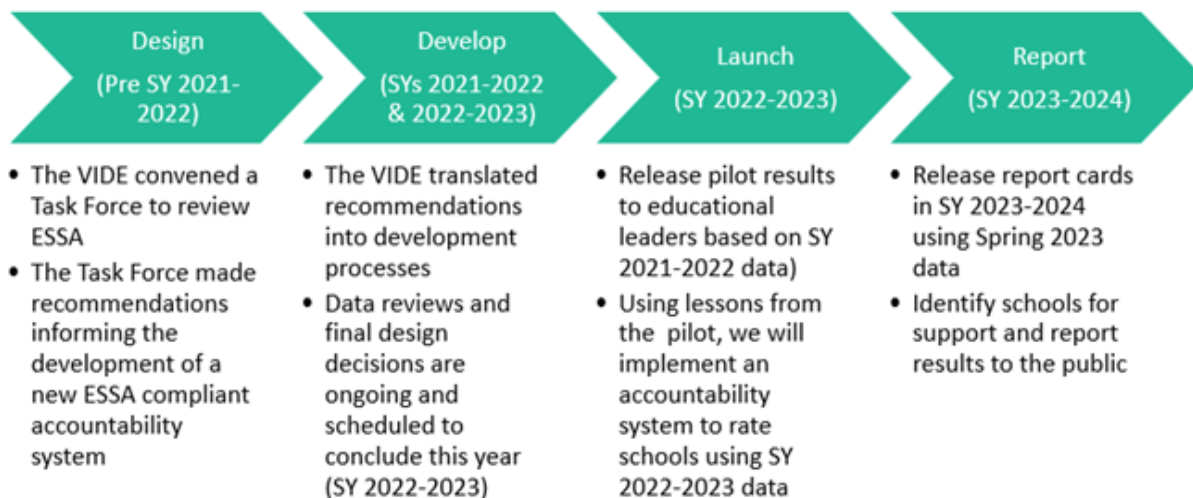 Design
(Pre SY 2021-
2022)
• The VIDE convened a
Task Force to review
ESSA
• The Task Force made
recommendations
informing the
development of a
new ESSA compliant
accountability
system
Develop
(SYs 2021-2022
& 2022-2023)
• The VIDE translated
recommendations
into development
processes
• Data reviews and
final design
decisions are
ongoing and
scheduled to
conclude this year
(SY 2022-2023)
Launch
(SY 2022-2023)
• Release pilot results
to educational
leaders based on SY
2021-2022 data)
• Using lessons from
the pilot, we will
implement an
accountability
system to rate
schools using SY
2022-2023 data
Report
(SY 2023-2024)
• Release report cards
in SY 2023-2024
using Spring 2023
data
• Identify schools for
support and report
results to the public